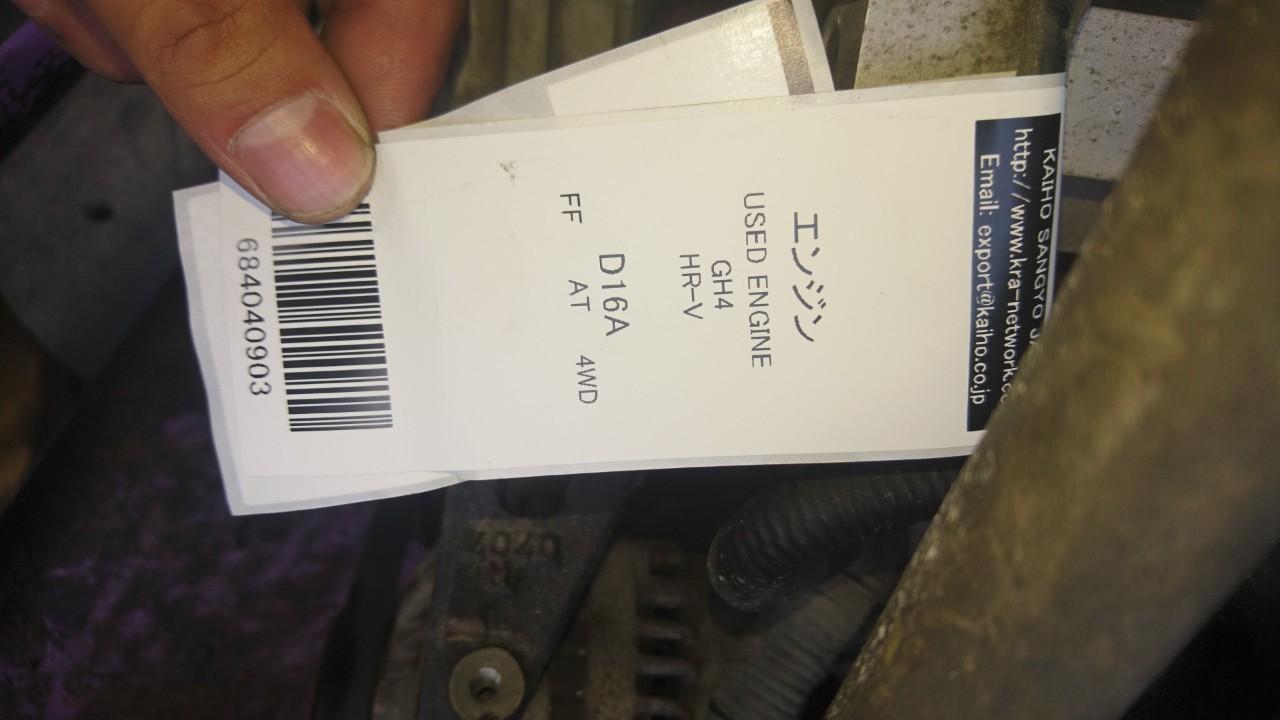 KAIHO SANGYO
http://www.kra-network.
Email: export@kaiho.co.jp
エンジン
USED ENGINE
GH4
HR-V
D16A
FF AT 4WD
684040903